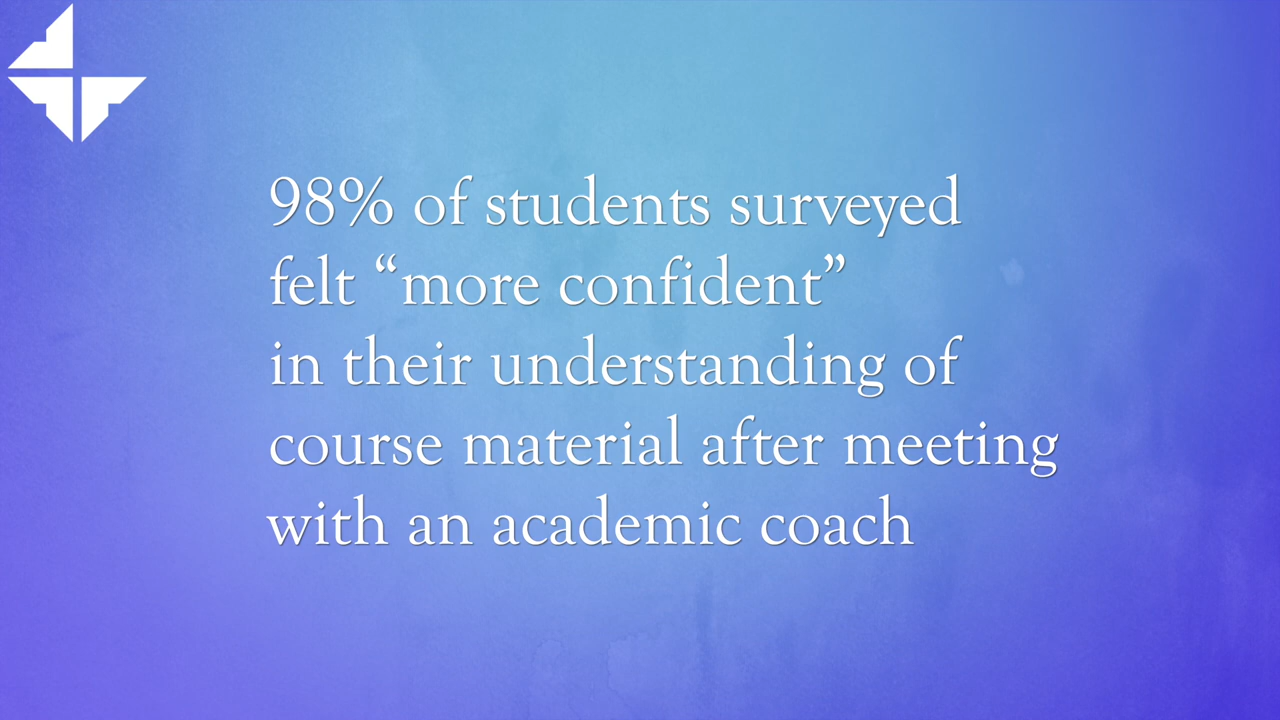 98% of students surveyed
felt “more confident”
in their understanding of
course material after meeting
with an academic coach